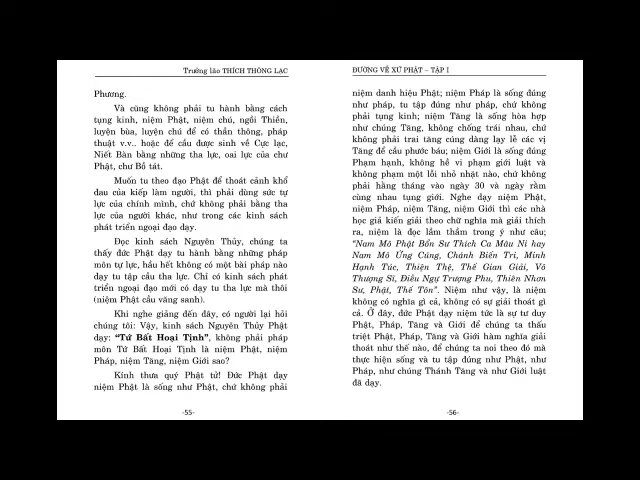 Trưởng lão THÍCH THÔNG LẠC
Phương.
Và cũng không phải tu hành bằng cách
tụng kinh, niệm Phật, niệm chú, ngồi Thiền,
luyện bùa, luyện chú để có thần thông, pháp
thuật v.v.. hoặc để cầu được sinh về Cực lạc,
Niết Bàn bằng những tha lực, oai lực của chư
Phật, chư Bồ tát.
Muốn tu theo đạo Phật để thoát cảnh khổ
đau của kiếp làm người, thì phải dùng sức tự
lực của chính mình, chứ không phải bằng tha
lực của người khác, như trong các kinh sách
phát triển ngoại đạo dạy.
Đọc kinh sách Nguyên Thủy, chúng ta
thấy đức Phật dạy tu hành bằng những pháp
môn tự lực, hầu hết không có một bài pháp nào
dạy tu tập cầu tha lực. Chỉ có kinh sách phát
triển ngoại đạo mới có dạy tu tha lực mà thôi
(niệm Phật cầu vãng sanh).
Khi nghe giảng đến đây, có người lại hỏi
chúng tôi: Vậy, kinh sách Nguyên Thủy Phật
dạy: “Tứ Bất Hoại Tịnh”, không phải pháp
môn Tứ Bất Hoại Tịnh là niệm Phật, niệm
Pháp, niệm Tăng, niệm Giới sao?
Kính thưa quý Phật tử! Đức Phật dạy
niệm Phật là sống như Phật, chứ không phải
-55-
ĐƯỜNG VỀ XỨ PHẬT – TẬP I
niệm danh hiệu Phật; niệm Pháp là sống đúng
như pháp, tu tập đúng như pháp, chứ không
phải tụng kinh; niệm Tăng là sống hòa hợp
như chúng Tăng, không chống trái nhau, chứ
không phải trai tăng cúng dàng lạy lễ các vị
Tăng để cầu phước báu; niệm Giới là sống đúng
Phạm hạnh, không hề vi phạm giới luật và
không phạm một lỗi nhỏ nhặt nào, chứ không
phải hằng tháng vào ngày 30 và ngày rằm
cùng nhau tụng giới. Nghe dạy niệm Phật,
niệm Pháp, niệm Tăng, niệm Giới thì các nhà
học giả kiến giải theo chữ nghĩa mà giải thích
ra, niệm là đọc lẩm thẩm trong ý như câu;
“Nam Mô Phật Bổn Sư Thích Ca Mâu Ni hay
Nam Mô Ứng Cúng, Chánh Biến Tri, Minh
Hạnh Túc, Thiện Thệ, Thế Gian Giải, Vô
Thượng Sĩ, Điều Ngự Trượng Phu, Thiên Nhơn
Sư, Phật, Thế Tôn”. Niệm như vậy, là niệm
không có nghĩa gì cả, không có sự giải thoát gì
cả. Ở đây, đức Phật dạy niệm tức là sự tư duy
Phật, Pháp, Tăng và Giới để chúng ta thấu
triệt Phật, Pháp, Tăng và Giới hàm nghĩa giải
thoát như thế nào, để chúng ta noi theo đó mà
thực hiện sống và tu tập đúng như Phật, như
Pháp, như chúng Thánh Tăng và như Giới luật
đã dạy.
-56-